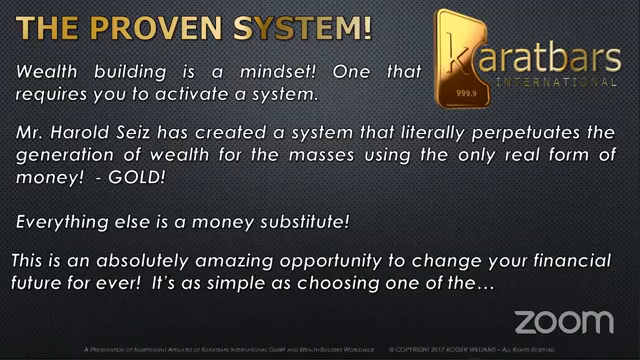 THE PROVEN SYSTEM!
karatbars
INTERNATIONAL
999.9
Wealth building is a mindset! One that
requires you to activate a system.
Mr. Harold Seiz has created a system that literally perpetuates the
generation of wealth for the masses using the only real form of
money! - GOLD!
Everything else is a money substitute!
This is an absolutely amazing opportunity to change your financial
future for ever! It's as simple as choosing one of the...
zoom
A Presentation of Independent Affiliates of Karatbars International GmbH and Wealth Builders Worldwide - © COPYRIGHT 2017 ROGER WILLIAMS – All Rights Reserved